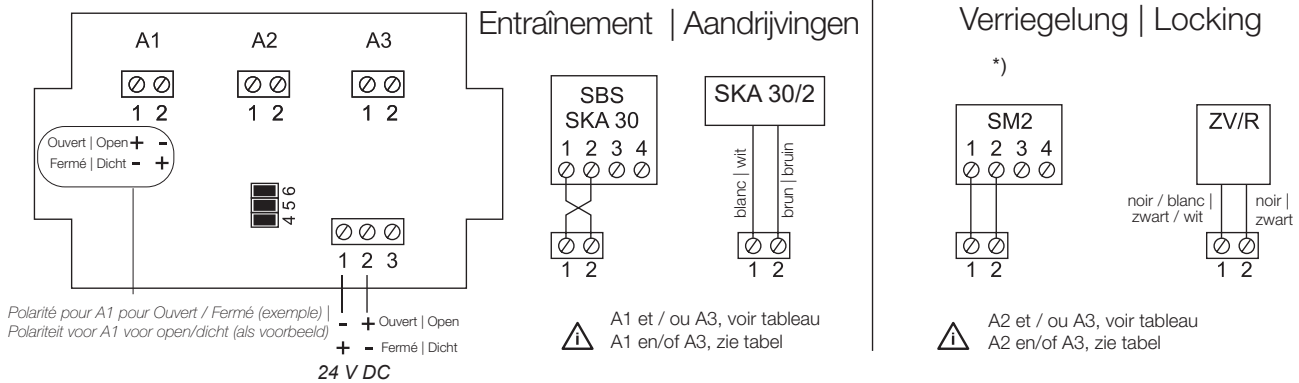 Entraînement | Aandrijvingen
Verriegelung | Locking
A1 A2 A3
1 2 1 2 1 2
Ouvert | Open + -
Fermé | Dicht - +
4 5 6
1 2 3
Polarité pour A1 pour Ouvert / Fermé (exemple) |
Polariteit voor A1 voor open/dicht (als voorbeeld)
- + Ouvert | Open
+ - Fermé | Dicht
24 V DC
SBS
SKA 30
1 2 3 4
1 2
SKA 30/2
blanc | wit
brun | bruin
1 2
A1 et / ou A3, voir tableau
A1 en/of A3, zie tabel
*)
SM2
1 2 3 4
1 2
ZV/R
noir / blanc |
zwart / wit
noir |
zwart
1 2
A2 et / ou A3, voir tableau
A2 en/of A3, zie tabel